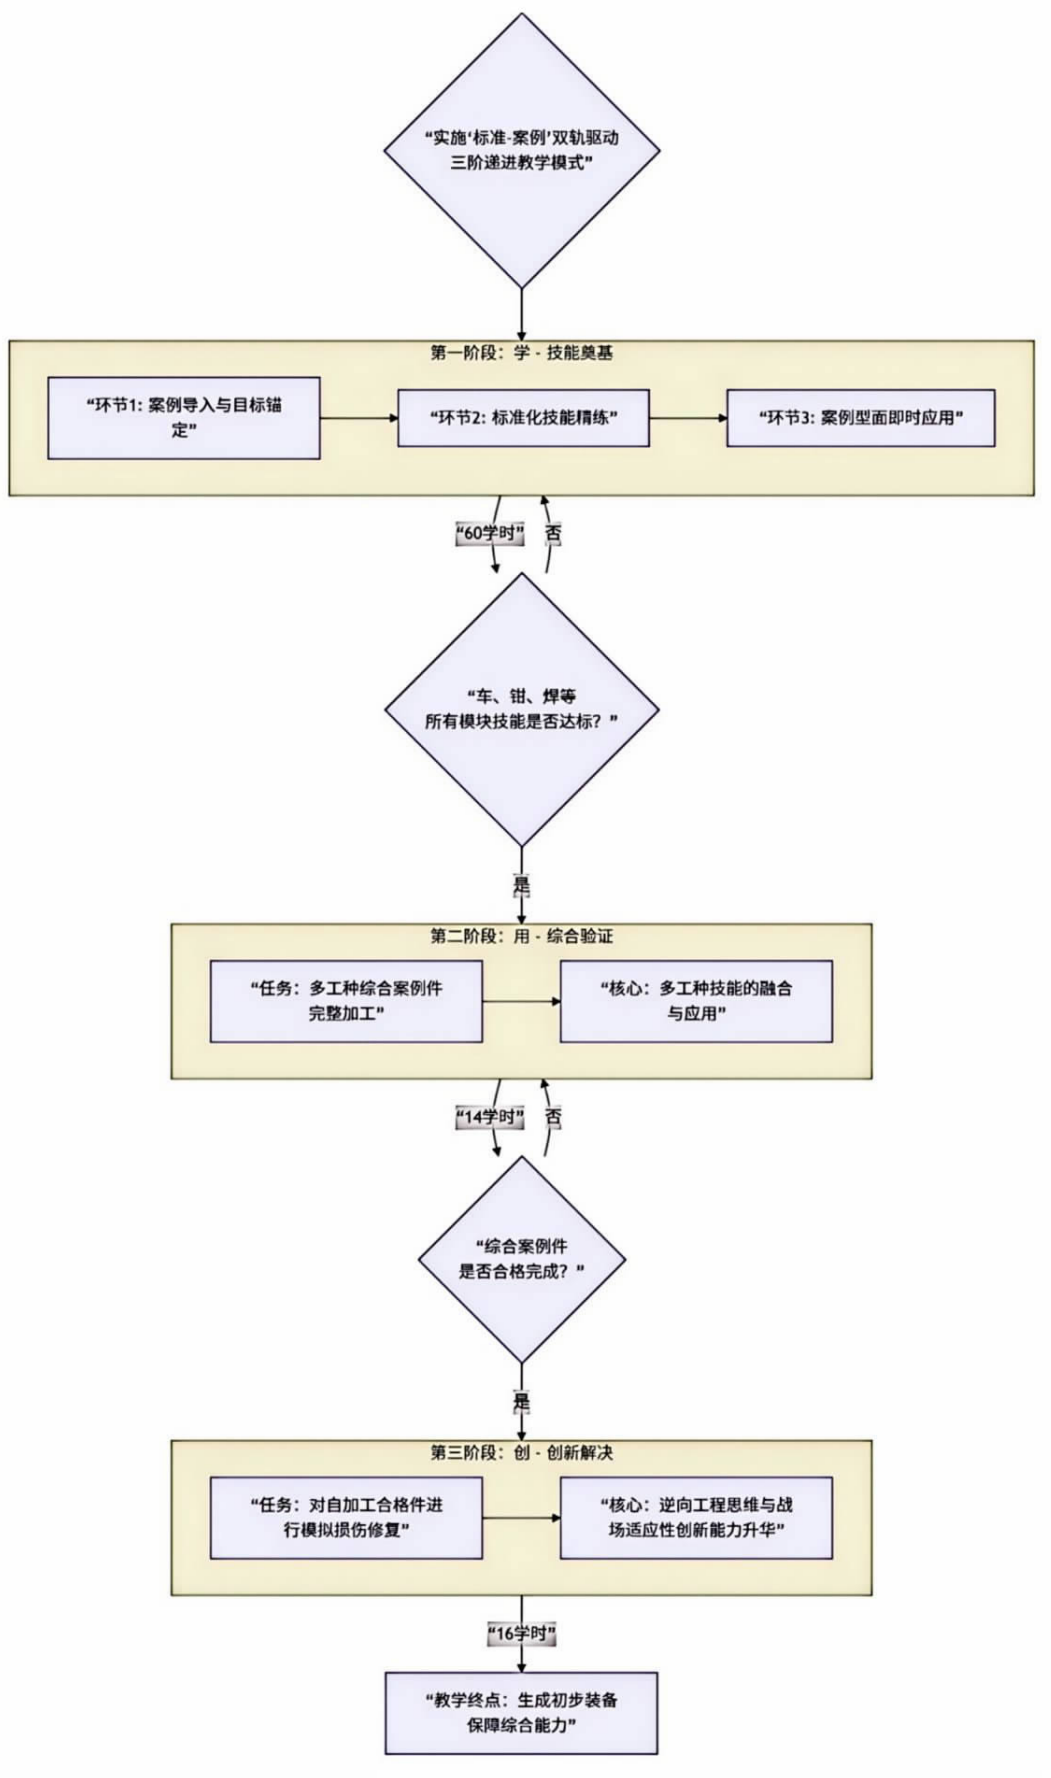 “实施‘标准-案例’双轨驱动
三阶递进教学模式”
第一阶段：学 - 技能奠基
“环节1: 案例导入与目标锚
定”
“环节2: 标准化技能精练”
“环节3: 案例型面即时应用”
“60学时”
否
“车、钳、焊等
所有模块技能是否达标？”
是
第二阶段：用 - 综合验证
“任务：多工种综合案例件
完整加工”
“核心：多工种技能的融合
与应用”
“14学时”
否
“综合案例件
是否合格完成？”
是
第三阶段：创 - 创新解决
“任务：对自加工合格件进
行模拟损伤修复”
“核心：逆向工程思维与战
场适应性创新能力升华”
“16学时”
“教学终点：生成初步装备
保障综合能力”